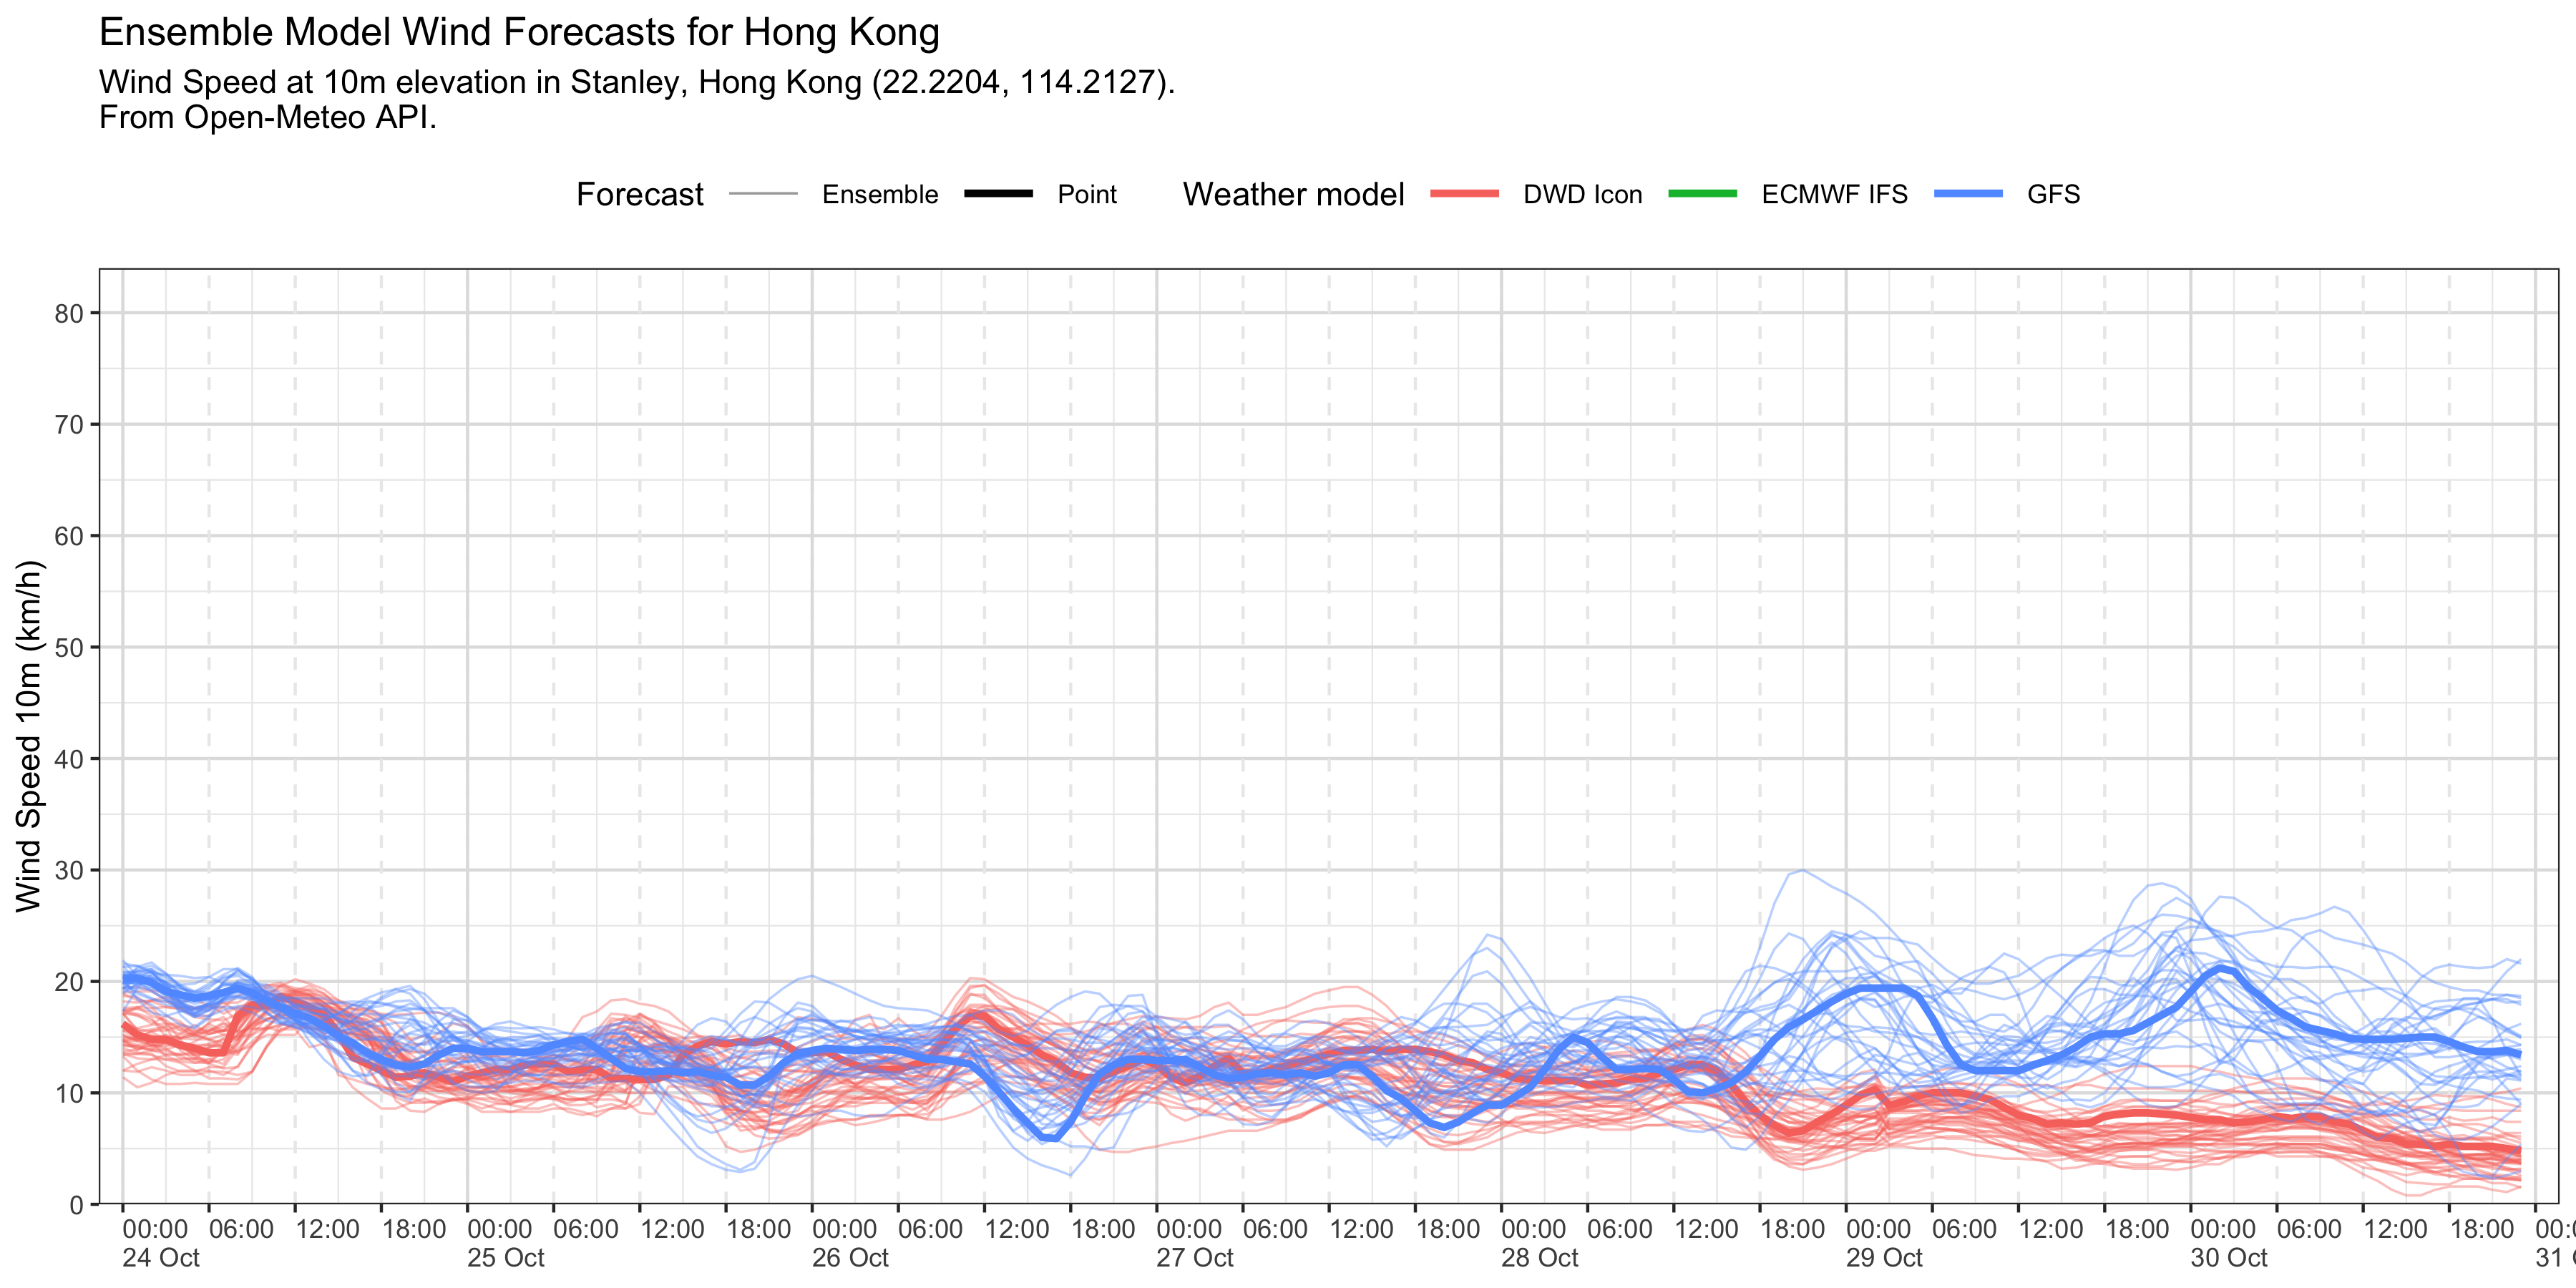 Ensemble Model Wind Forecasts for Hong Kong
Wind Speed at 10m elevation in Stanley, Hong Kong (22.2204, 114.2127).
From Open-Meteo API.
Forecast Ensemble Point Weather model DWD Icon ECMWF IFS GFS
Wind Speed 10m (km/h)
80
70
60
50
40
30
20
10
0
00:00 06:00 12:00 18:00 00:00 06:00 12:00 18:00 00:00 06:00 12:00 18:00 00:00 06:00 12:00 18:00 00:00 06:00 12:00 18:00 00:00 06:00 12:00 18:00 00:00 06:00 12:00 18:00 00:0
24 Oct 25 Oct 26 Oct 27 Oct 28 Oct 29 Oct 30 Oct 31